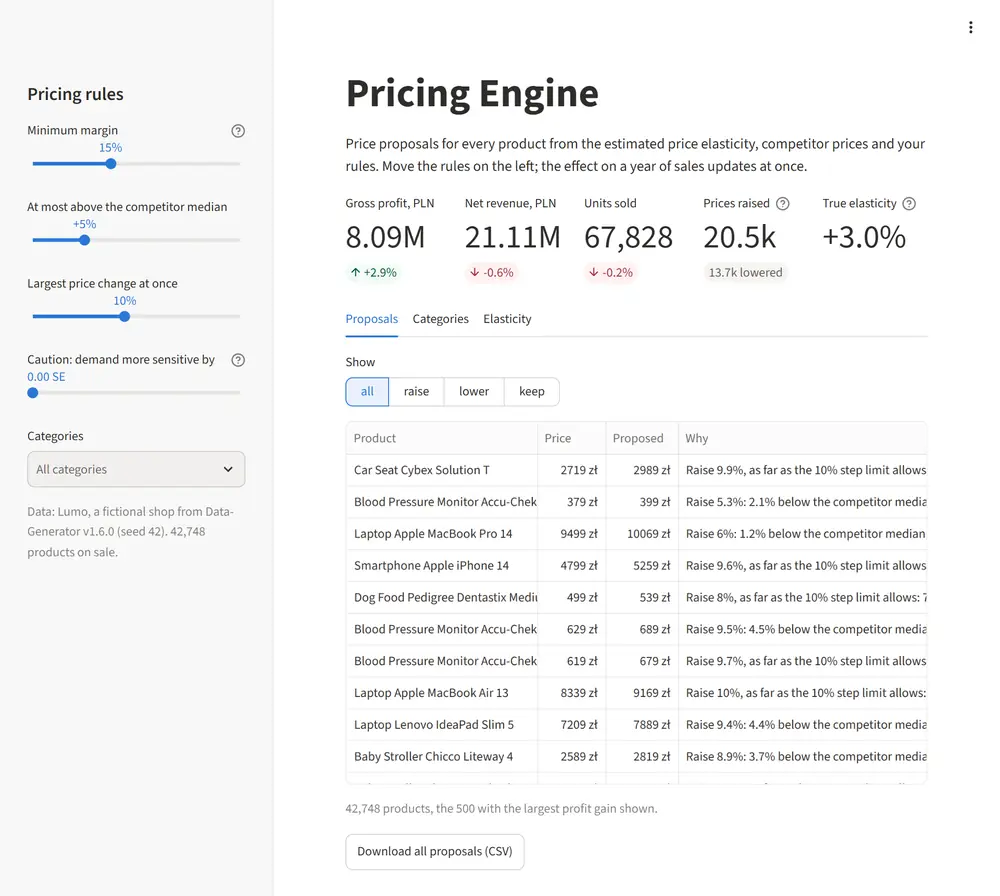 Pricing rules
Minimum margin
15%
At most above the competitor median
+5%
Largest price change at once
10%
Caution: demand more sensitive by
0.00 SE
Categories
All categories
Data: Lumo, a fictional shop from Data-
Generator v1.6.0 (seed 42). 42,748
products on sale.
Pricing Engine
Price proposals for every product from the estimated price elasticity, competitor prices and your
rules. Move the rules on the left; the effect on a year of sales updates at once.
Gross profit, PLN
8.09M
↑ +2.9%
Net revenue, PLN
21.11M
↓ -0.6%
Units sold
67,828
↓ -0.2%
Prices raised
20.5k
13.7k lowered
True elasticity
+3.0%
Proposals Categories Elasticity
Show
all raise lower keep
Product Price Proposed Why
Car Seat Cybex Solution T 2719 zł 2989 zł Raise 9.9%, as far as the 10% step limit allows
Blood Pressure Monitor Accu-Chek 379 zł 399 zł Raise 5.3%: 2.1% below the competitor media
Laptop Apple MacBook Pro 14 9499 zł 10069 zł Raise 6%: 1.2% below the competitor median
Smartphone Apple iPhone 14 4799 zł 5259 zł Raise 9.6%, as far as the 10% step limit allows
Dog Food Pedigree Dentastix Medi 499 zł 539 zł Raise 8%, as far as the 10% step limit allows:
Blood Pressure Monitor Accu-Chek 629 zł 689 zł Raise 9.5%: 4.5% below the competitor media
Blood Pressure Monitor Accu-Chek 619 zł 679 zł Raise 9.7%, as far as the 10% step limit allows
Laptop Apple MacBook Air 13 8339 zł 9169 zł Raise 10%, as far as the 10% step limit allows:
Laptop Lenovo IdeaPad Slim 5 7209 zł 7889 zł Raise 9.4%: 4.4% below the competitor media
Baby Stroller Chicco Liteway 4 2589 zł 2819 zł Raise 8.9%: 3.7% below the competitor media
42,748 products, the 500 with the largest profit gain shown.
Download all proposals (CSV)